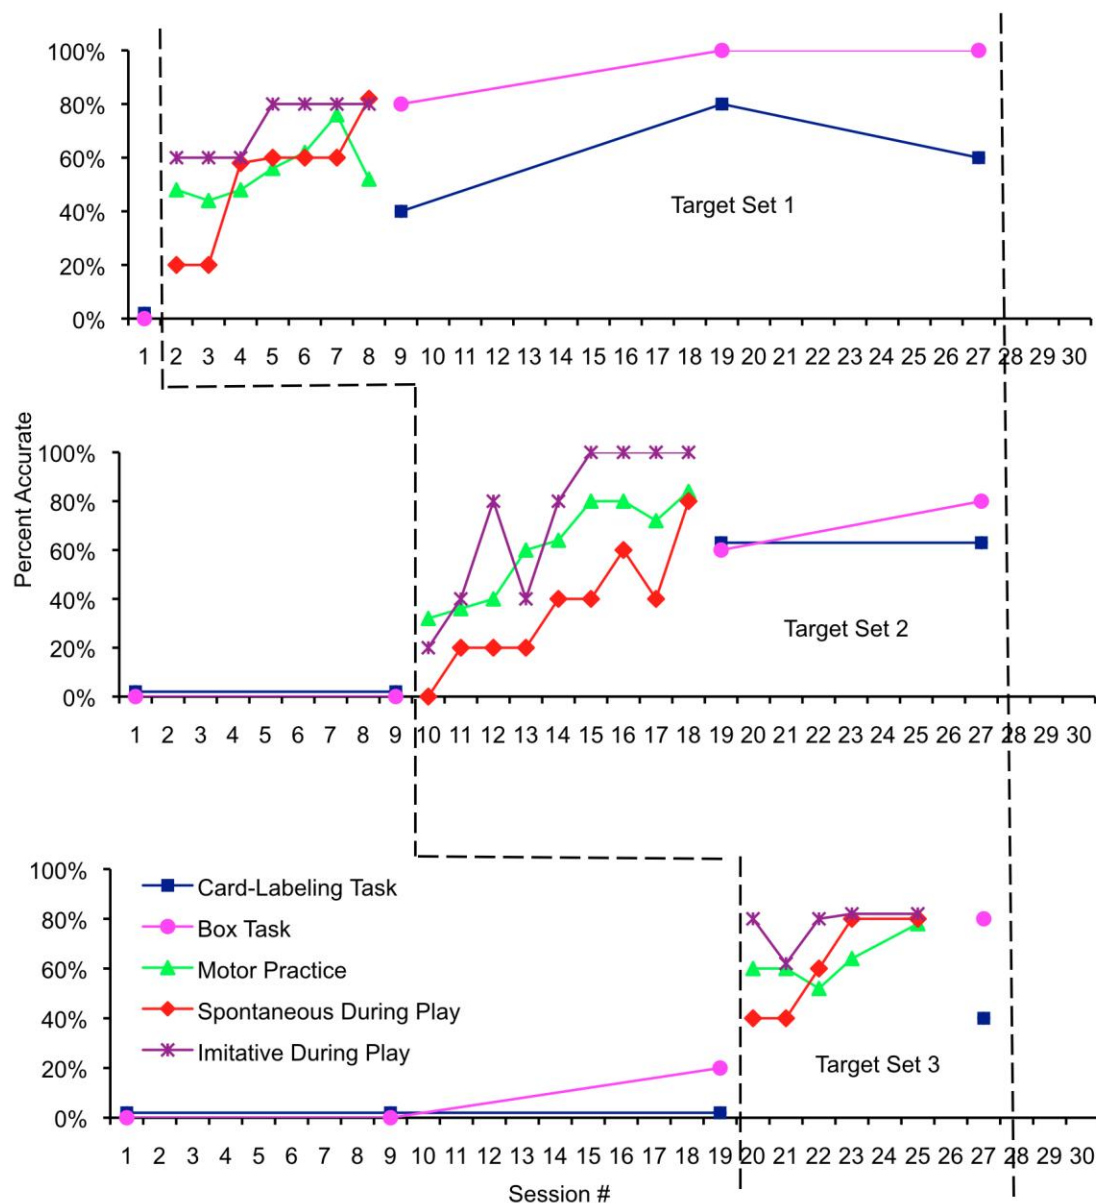 100%
80%
60%
40%
20%
0%
Target Set 1
1 2 3 4 5 6 7 8 9 10 11 12 13 14 15 16 17 18 19 20 21 22 23 24 25 26 27 28 29 30
Percent Accurate
100%
80%
60%
40%
20%
0%
Target Set 2
1 2 3 4 5 6 7 8 9 10 11 12 13 14 15 16 17 18 19 20 21 22 23 24 25 26 27 28 29 30
100%
80%
60%
40%
20%
0%
Card-Labeling Task
Box Task
Motor Practice
Spontaneous During Play
Imitative During Play
Target Set 3
1 2 3 4 5 6 7 8 9 10 11 12 13 14 15 16 17 18 19 20 21 22 23 24 25 26 27 28 29 30
Session #